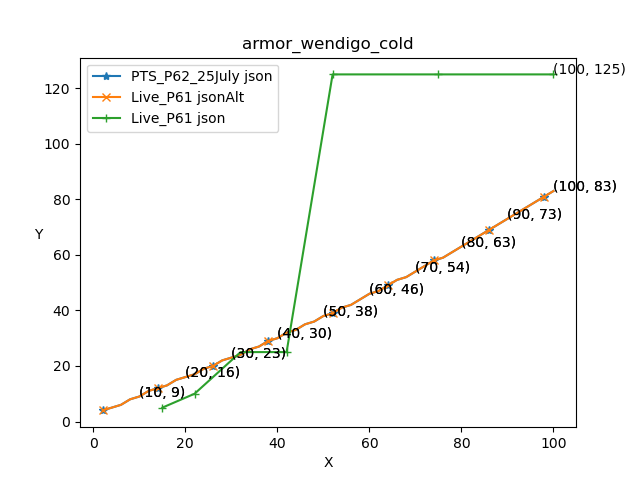 armor_wendigo_cold
PTS_P62_25July json
Live_P61 jsonAlt
Live_P61 json
(100, 125)
(100, 83)
(90, 73)
(80, 63)
(70, 54)
(60, 46)
(50, 38)
(40, 30)
(30, 23)
(20, 16)
(10, 9)
Y
120
100
80
60
40
20
0
0 20 40 60 80 100
X